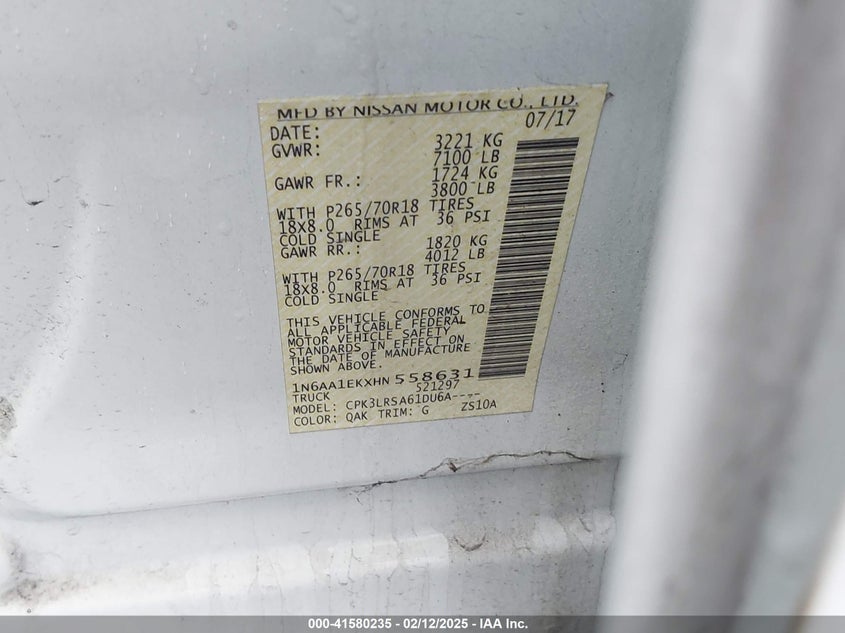 MFD BY NISSAN MOTOR CO., LTD.
DATE: 07/17
GVWR: 3221 KG
7100 LB
GAWR FR.: 1724 KG
3800 LB
WITH P265/70R18 TIRES
18X8.0 RIMS AT 36 PSI
COLD SINGLE
GAWR RR.: 1820 KG
4012 LB
WITH P265/70R18 TIRES
18X8.0 RIMS AT 36 PSI
COLD SINGLE
THIS VEHICLE CONFORMS TO
ALL APPLICABLE FEDERAL
MOTOR VEHICLE SAFETY
STANDARDS IN EFFECT ON
THE DATE OF MANUFACTURE
SHOWN ABOVE.
1N6AA1EKXHN 558631
TRUCK 521297
MODEL: CPK3LRSA61DU6A----
COLOR: QAK TRIM: G ZS10A
000-41580235 - 02/12/2025 - IAA Inc.